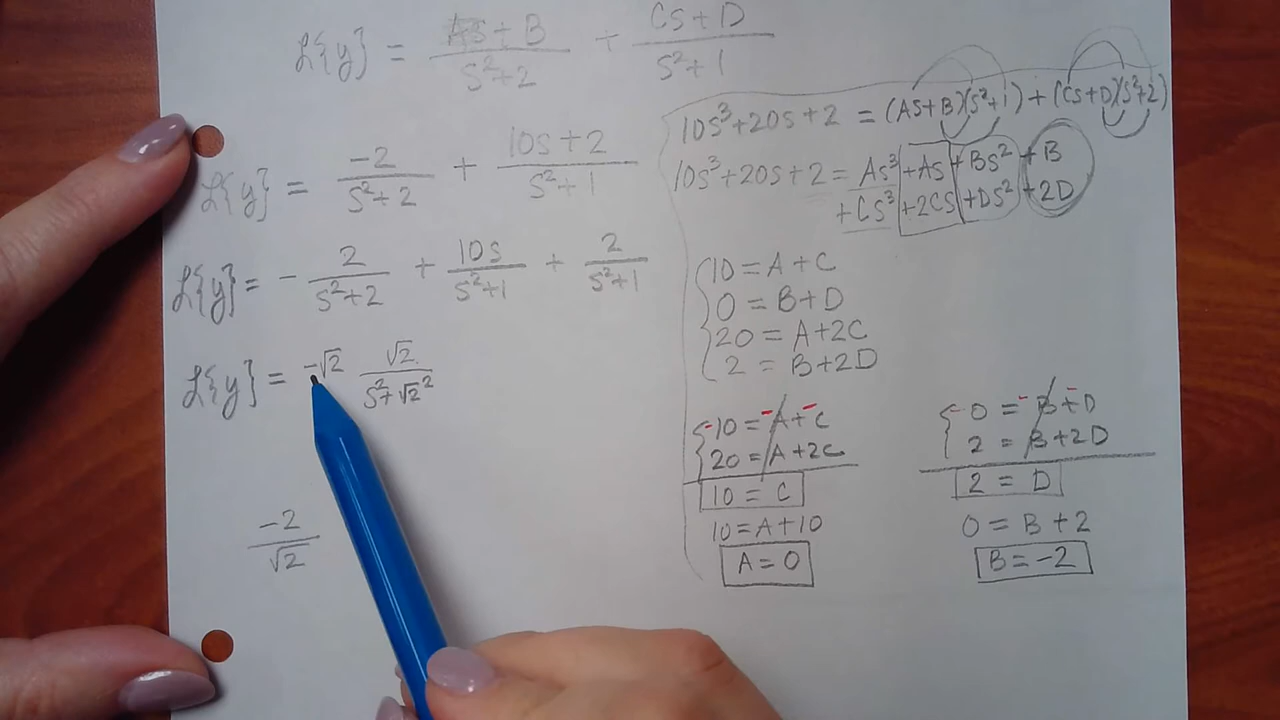 ℒ{y} = (As+B)/(s²+2) + (Cs+D)/(s²+1)
ℒ{y} = -2/(s²+2) + (10s+2)/(s²+1)
ℒ{y} = - 2/(s²+2) + 10s/(s²+1) + 2/(s²+1)
ℒ{y} = -√2 √2/(s²+√2²)
-2/√2
10s³+20s+2 = (As+B)(s²+1) + (Cs+D)(s²+2)
10s³+20s+2 = As³+As+Bs²+B
+Cs³+2Cs+Ds²+2D
10 = A+C
0 = B+D
20 = A+2C
2 = B+2D
-10 = -A+-C
20 = A+2C
10 = C
10=A+10
A=0
-0 = -B+-D
2 = B+2D
2 = D
0 = B+2
B=-2